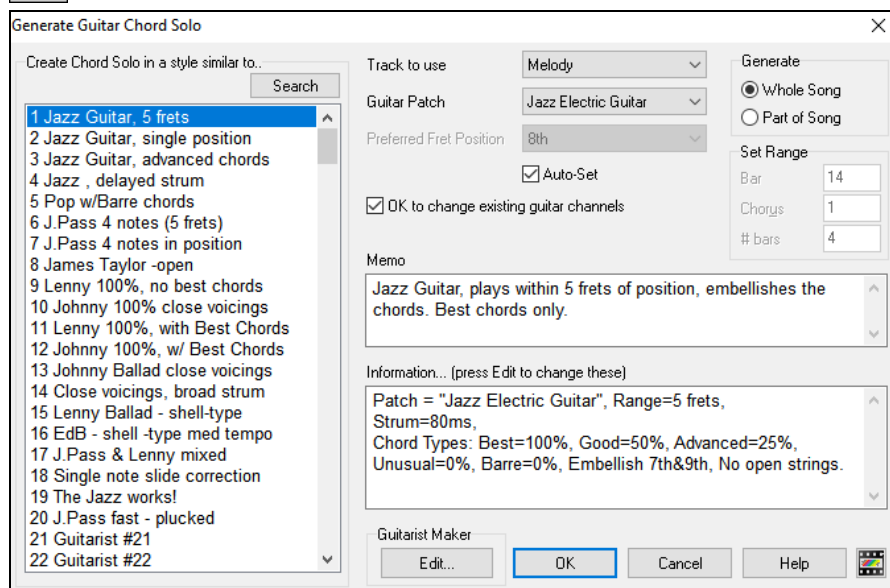 Generate Guitar Chord Solo
Create Chord Solo in a style similar to..
Search
1 Jazz Guitar, 5 frets
2 Jazz Guitar, single position
3 Jazz Guitar, advanced chords
4 Jazz , delayed strum
5 Pop w/Barre chords
6 J.Pass 4 notes (5 frets)
7 J.Pass 4 notes in position
8 James Taylor -open
9 Lenny 100%, no best chords
10 Johnny 100% close voicings
11 Lenny 100%, with Best Chords
12 Johnny 100%, w/ Best Chords
13 Johnny Ballad close voicings
14 Close voicings, broad strum
15 Lenny Ballad - shell-type
16 EdB - shell -type med tempo
17 J.Pass & Lenny mixed
18 Single note slide correction
19 The Jazz works!
20 J.Pass fast - plucked
21 Guitarist #21
22 Guitarist #22
Track to use
Melody
Guitar Patch
Jazz Electric Guitar
Preferred Fret Position
8th
Auto-Set
OK to change existing guitar channels
Generate
Whole Song
Part of Song
Set Range
Bar
14
Chorus
1
# bars
4
Memo
Jazz Guitar, plays within 5 frets of position, embellishes the
chords. Best chords only.
Information... (press Edit to change these)
Patch = "Jazz Electric Guitar", Range=5 frets,
Strum=80ms,
Chord Types: Best=100%, Good=50%, Advanced=25%,
Unusual=0%, Barre=0%, Embellish 7th&9th, No open strings.
Guitarist Maker
Edit...
OK
Cancel
Help